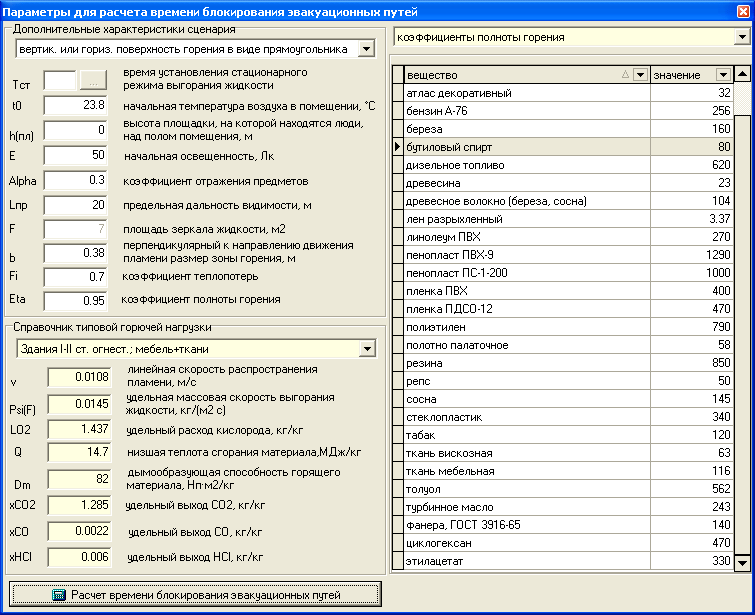 Параметры для расчета времени блокирования эвакуационных путей
Дополнительные характеристики сценария
вертик. или гориз. поверхность горения в виде прямоугольника
Tст ... время установления стационарного
режима выгорания жидкости
t0 23.8 начальная температура воздуха в помещении, °C
h(пл) 0 высота площадки, на которой находятся люди,
над полом помещения, м
E 50 начальная освещенность, Лк
Alpha 0.3 коэффициент отражения предметов
Lпр 20 предельная дальность видимости, м
F 7 площадь зеркала жидкости, м2
b 0.38 перпендикулярный к направлению движения
пламени размер зоны горения, м
Fi 0.7 коэффициент теплопотерь
Eta 0.95 коэффициент полноты горения
Справочник типовой горючей нагрузки
Здания I-II ст. огнест.; мебель+ткани
v 0.0108 линейная скорость распространения
пламени, м/с
Psi(F) 0.0145 удельная массовая скорость выгорания
жидкости, кг/(м2 с)
LO2 1.437 удельный расход кислорода, кг/кг
Q 14.7 низшая теплота сгорания материала,МДж/кг
Dm 82 дымообразующая способность горящего
материала, Нп·м2/кг
xCO2 1.285 удельный выход CO2, кг/кг
xCO 0.0022 удельный выход CO, кг/кг
xHCl 0.006 удельный выход HCl, кг/кг
Расчет времени блокирования эвакуационных путей
коэффициенты полноты горения
вещество значение
атлас декоративный 32
бензин А-76 256
береза 160
бутиловый спирт 80
дизельное топливо 620
древесина 23
древесное волокно (береза, сосна) 104
лен разрыхленный 3.37
линолеум ПВХ 270
пенопласт ПВХ-9 1290
пенопласт ПС-1-200 1000
пленка ПВХ 400
пленка ПДСО-12 470
полиэтилен 790
полотно палаточное 58
резина 850
репс 50
сосна 145
стеклопластик 340
табак 120
ткань вискозная 63
ткань мебельная 116
толуол 562
турбинное масло 243
фанера, ГОСТ 3916-65 140
циклогексан 470
этилацетат 330